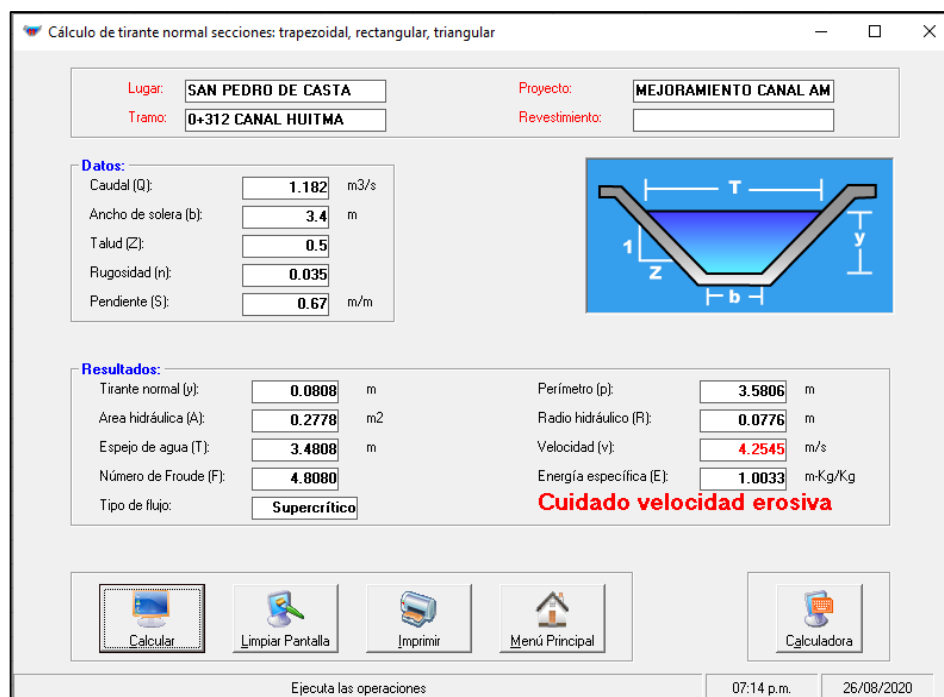 Cálculo de tirante normal secciones: trapezoidal, rectangular, triangular
Lugar: SAN PEDRO DE CASTA Proyecto: MEJORAMIENTO CANAL AM
Tramo: 0+312 CANAL HUITMA Revestimiento:
Datos:
Caudal (Q): 1.182 m3/s
Ancho de solera (b): 3.4 m
Talud (Z): 0.5
Rugosidad (n): 0.035
Pendiente (S): 0.67 m/m
T
1
Z
y
b
Resultados:
Tirante normal (y): 0.0808 m Perímetro (p): 3.5806 m
Area hidráulica (A): 0.2778 m2 Radio hidráulico (R): 0.0776 m
Espejo de agua (T): 3.4808 m Velocidad (v): 4.2545 m/s
Número de Froude (F): 4.8080 Energía específica (E): 1.0033 m-Kg/Kg
Tipo de flujo: Supercrítico Cuidado velocidad erosiva
Calcular Limpiar Pantalla Imprimir Menú Principal Calculadora
Ejecuta las operaciones 07:14 p.m. 26/08/2020